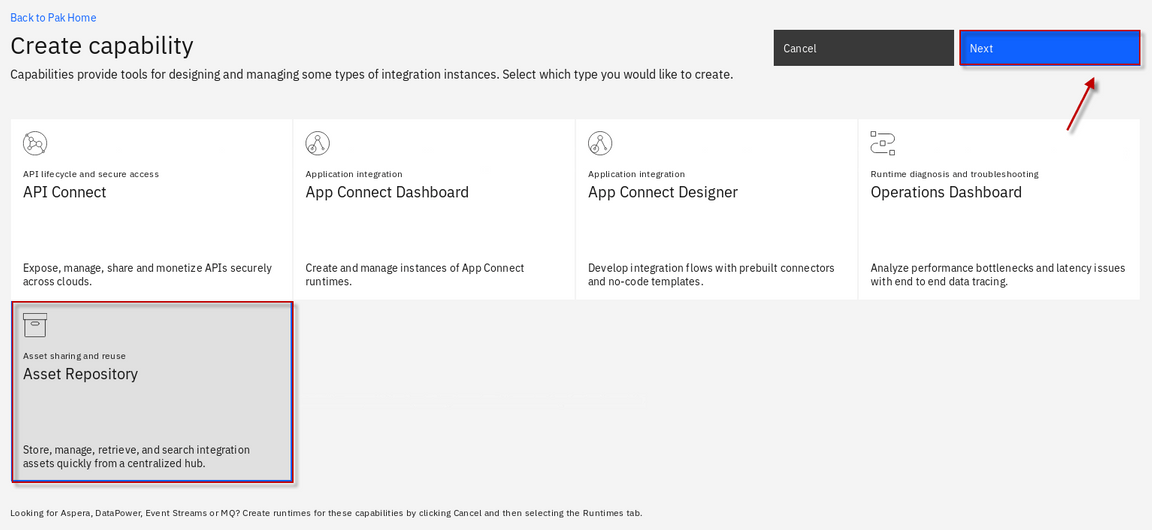 Back to Pak Home
Create capability
Capabilities provide tools for designing and managing some types of integration instances. Select which type you would like to create.
Cancel
Next
API lifecycle and secure access
API Connect
Expose, manage, share and monetize APIs securely
across clouds.
Application integration
App Connect Dashboard
Create and manage instances of App Connect
runtimes.
Application integration
App Connect Designer
Develop integration flows with prebuilt connectors
and no-code templates.
Runtime diagnosis and troubleshooting
Operations Dashboard
Analyze performance bottlenecks and latency issues
with end to end data tracing.
Asset sharing and reuse
Asset Repository
Store, manage, retrieve, and search integration
assets quickly from a centralized hub.
Looking for Aspera, DataPower, Event Streams or MQ? Create runtimes for these capabilities by clicking Cancel and then selecting the Runtimes tab.